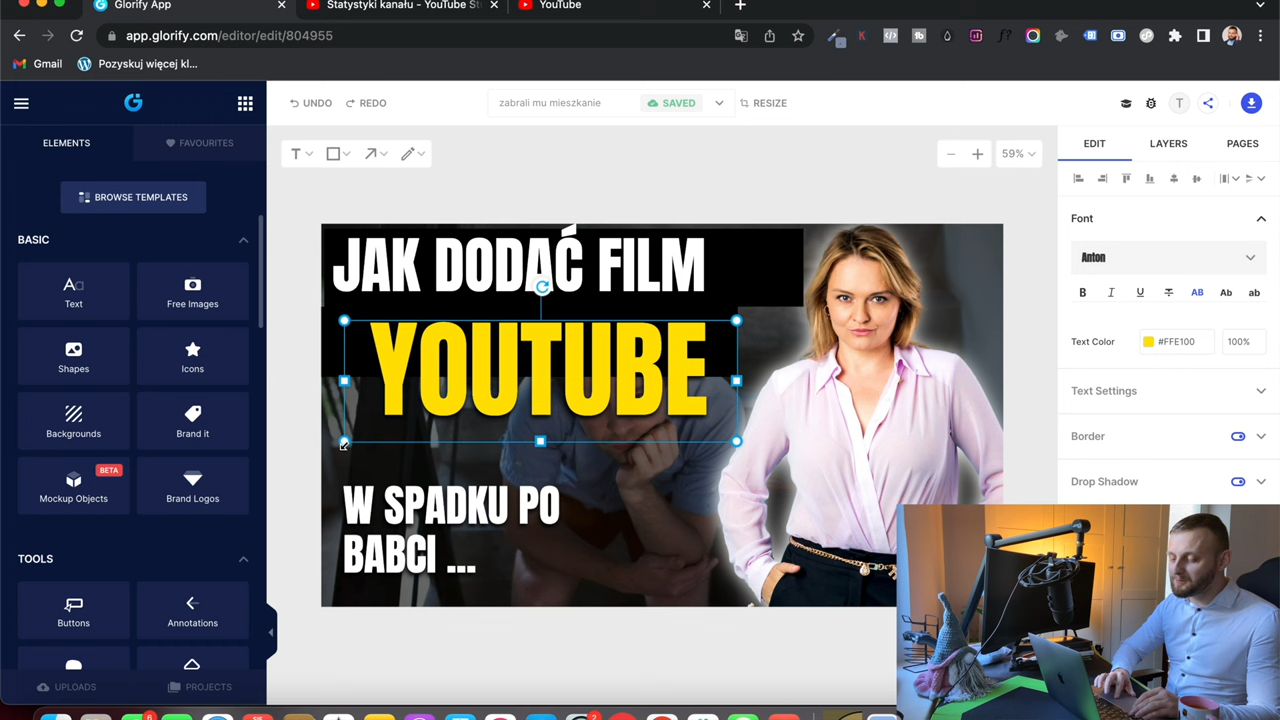 Glorify App
Statystyki kanału - YouTube St
YouTube
app.glorify.com/editor/edit/804955
Gmail
Pozyskuj więcej kl...
UNDO
REDO
zabrali mu mieszkanie
SAVED
RESIZE
T
ELEMENTS
FAVOURITES
T
59%
EDIT
LAYERS
PAGES
BROWSE TEMPLATES
BASIC
Text
Free Images
Shapes
Icons
Backgrounds
Brand it
BETA
Mockup Objects
Brand Logos
TOOLS
Buttons
Annotations
UPLOADS
PROJECTS
JAK DODAĆ FILM
YOUTUBE
W SPADKU PO
BABCI ...
Font
Anton
B I U S AB Ab ab
Text Color
#FFE100
100%
Text Settings
Border
Drop Shadow